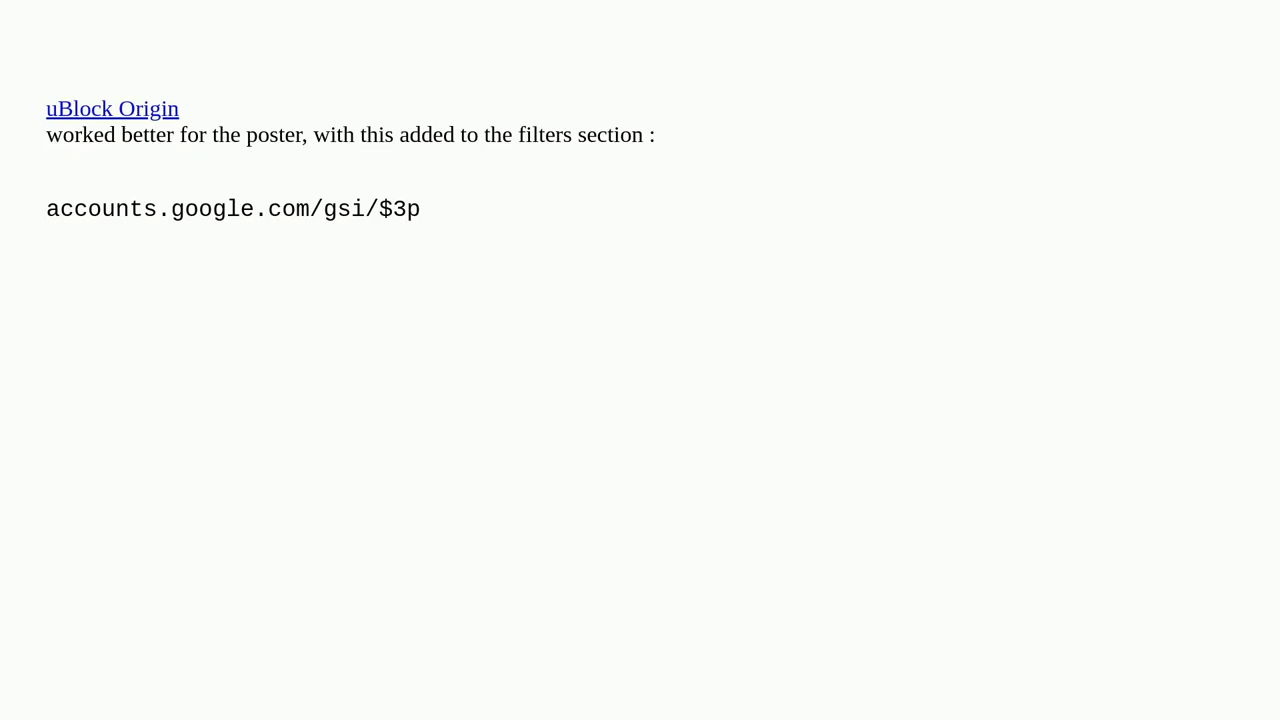 uBlock Origin
worked better for the poster, with this added to the filters section :
accounts.google.com/gsi/$3p